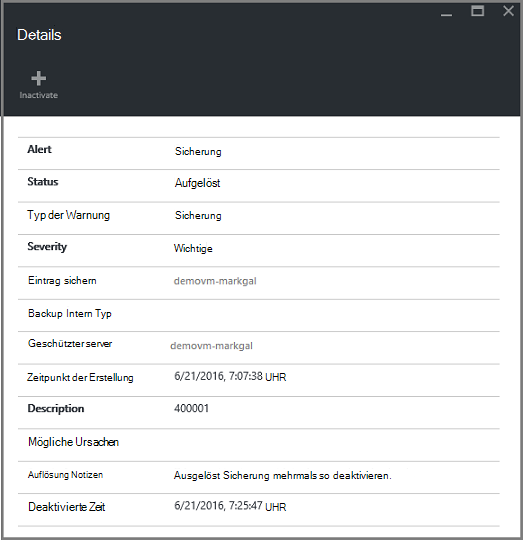 Details
Inactivate
Alert Sicherung
Status Aufgelöst
Typ der Warnung Sicherung
Severity Wichtige
Eintrag sichern demovm-markgal
Backup Intern Typ
Geschützter server demovm-markgal
Zeitpunkt der Erstellung 6/21/2016, 7:07:38 UHR
Description 400001
Mögliche Ursachen
Auflösung Notizen Ausgelöst Sicherung mehrmals so deaktivieren.
Deaktivierte Zeit 6/21/2016, 7:25:47 UHR